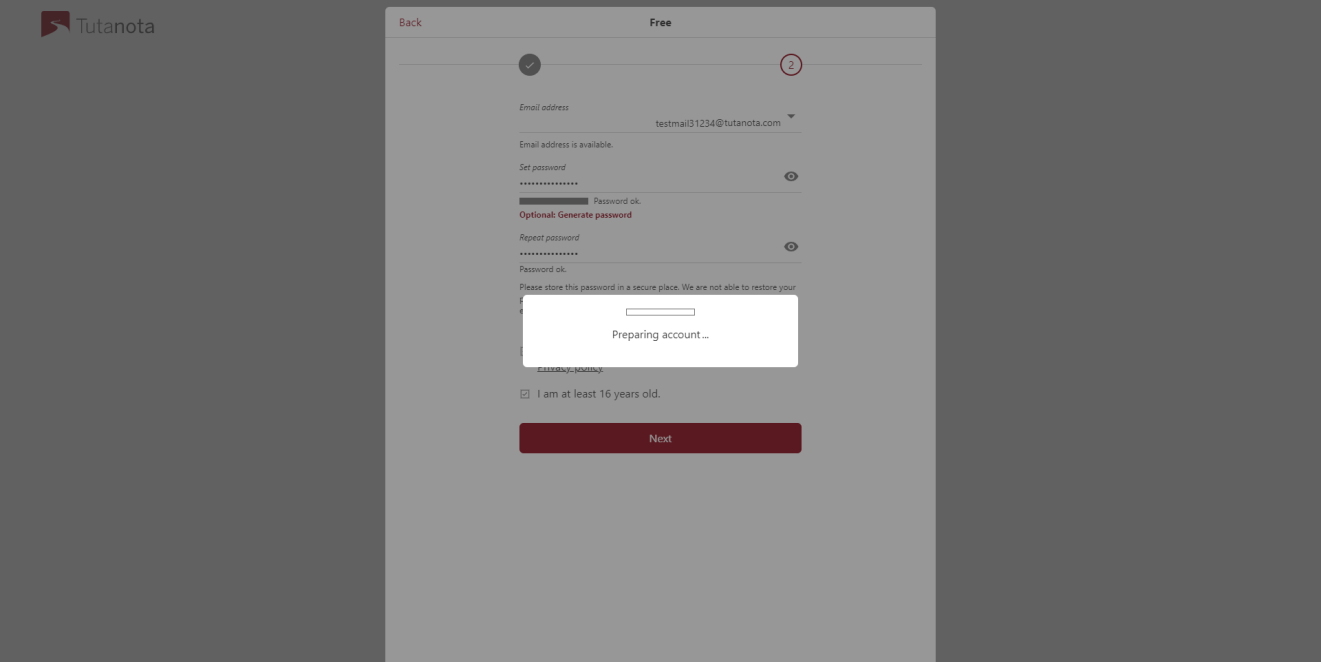 Tutanota
Back
Free
2
Email address
testmail31234@tutanota.com
Email address is available.
Set password
•••••••••••••••
Password ok.
Optional: Generate password
Repeat password
•••••••••••••••
Password ok.
Please store this password in a secure place. We are not able to restore your
Preparing account ...
Privacy policy
I am at least 16 years old.
Next